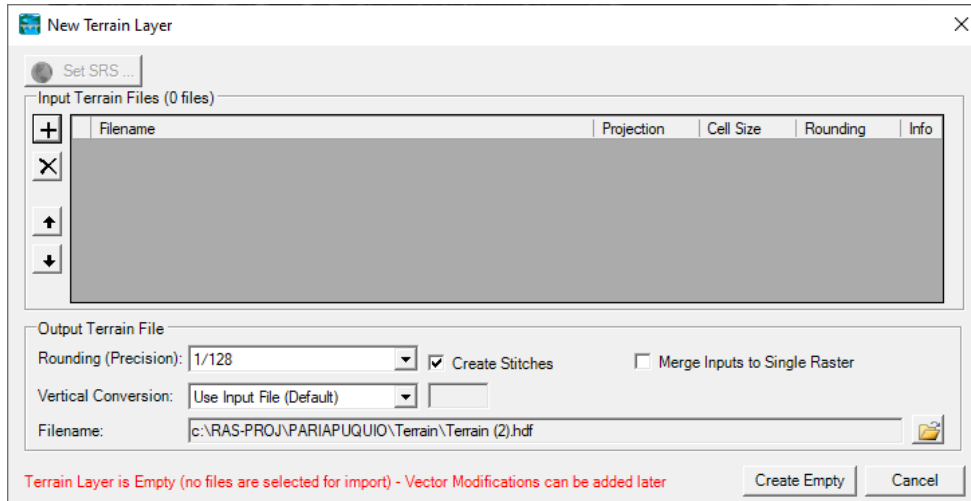 New Terrain Layer
Set SRS ...
Input Terrain Files (0 files)
Filename Projection Cell Size Rounding Info
Output Terrain File
Rounding (Precision): 1/128 Create Stitches Merge Inputs to Single Raster
Vertical Conversion: Use Input File (Default)
Filename: c:\RAS-PROJ\PARIAPUQUIO\Terrain\Terrain (2).hdf
Terrain Layer is Empty (no files are selected for import) - Vector Modifications can be added later Create Empty Cancel